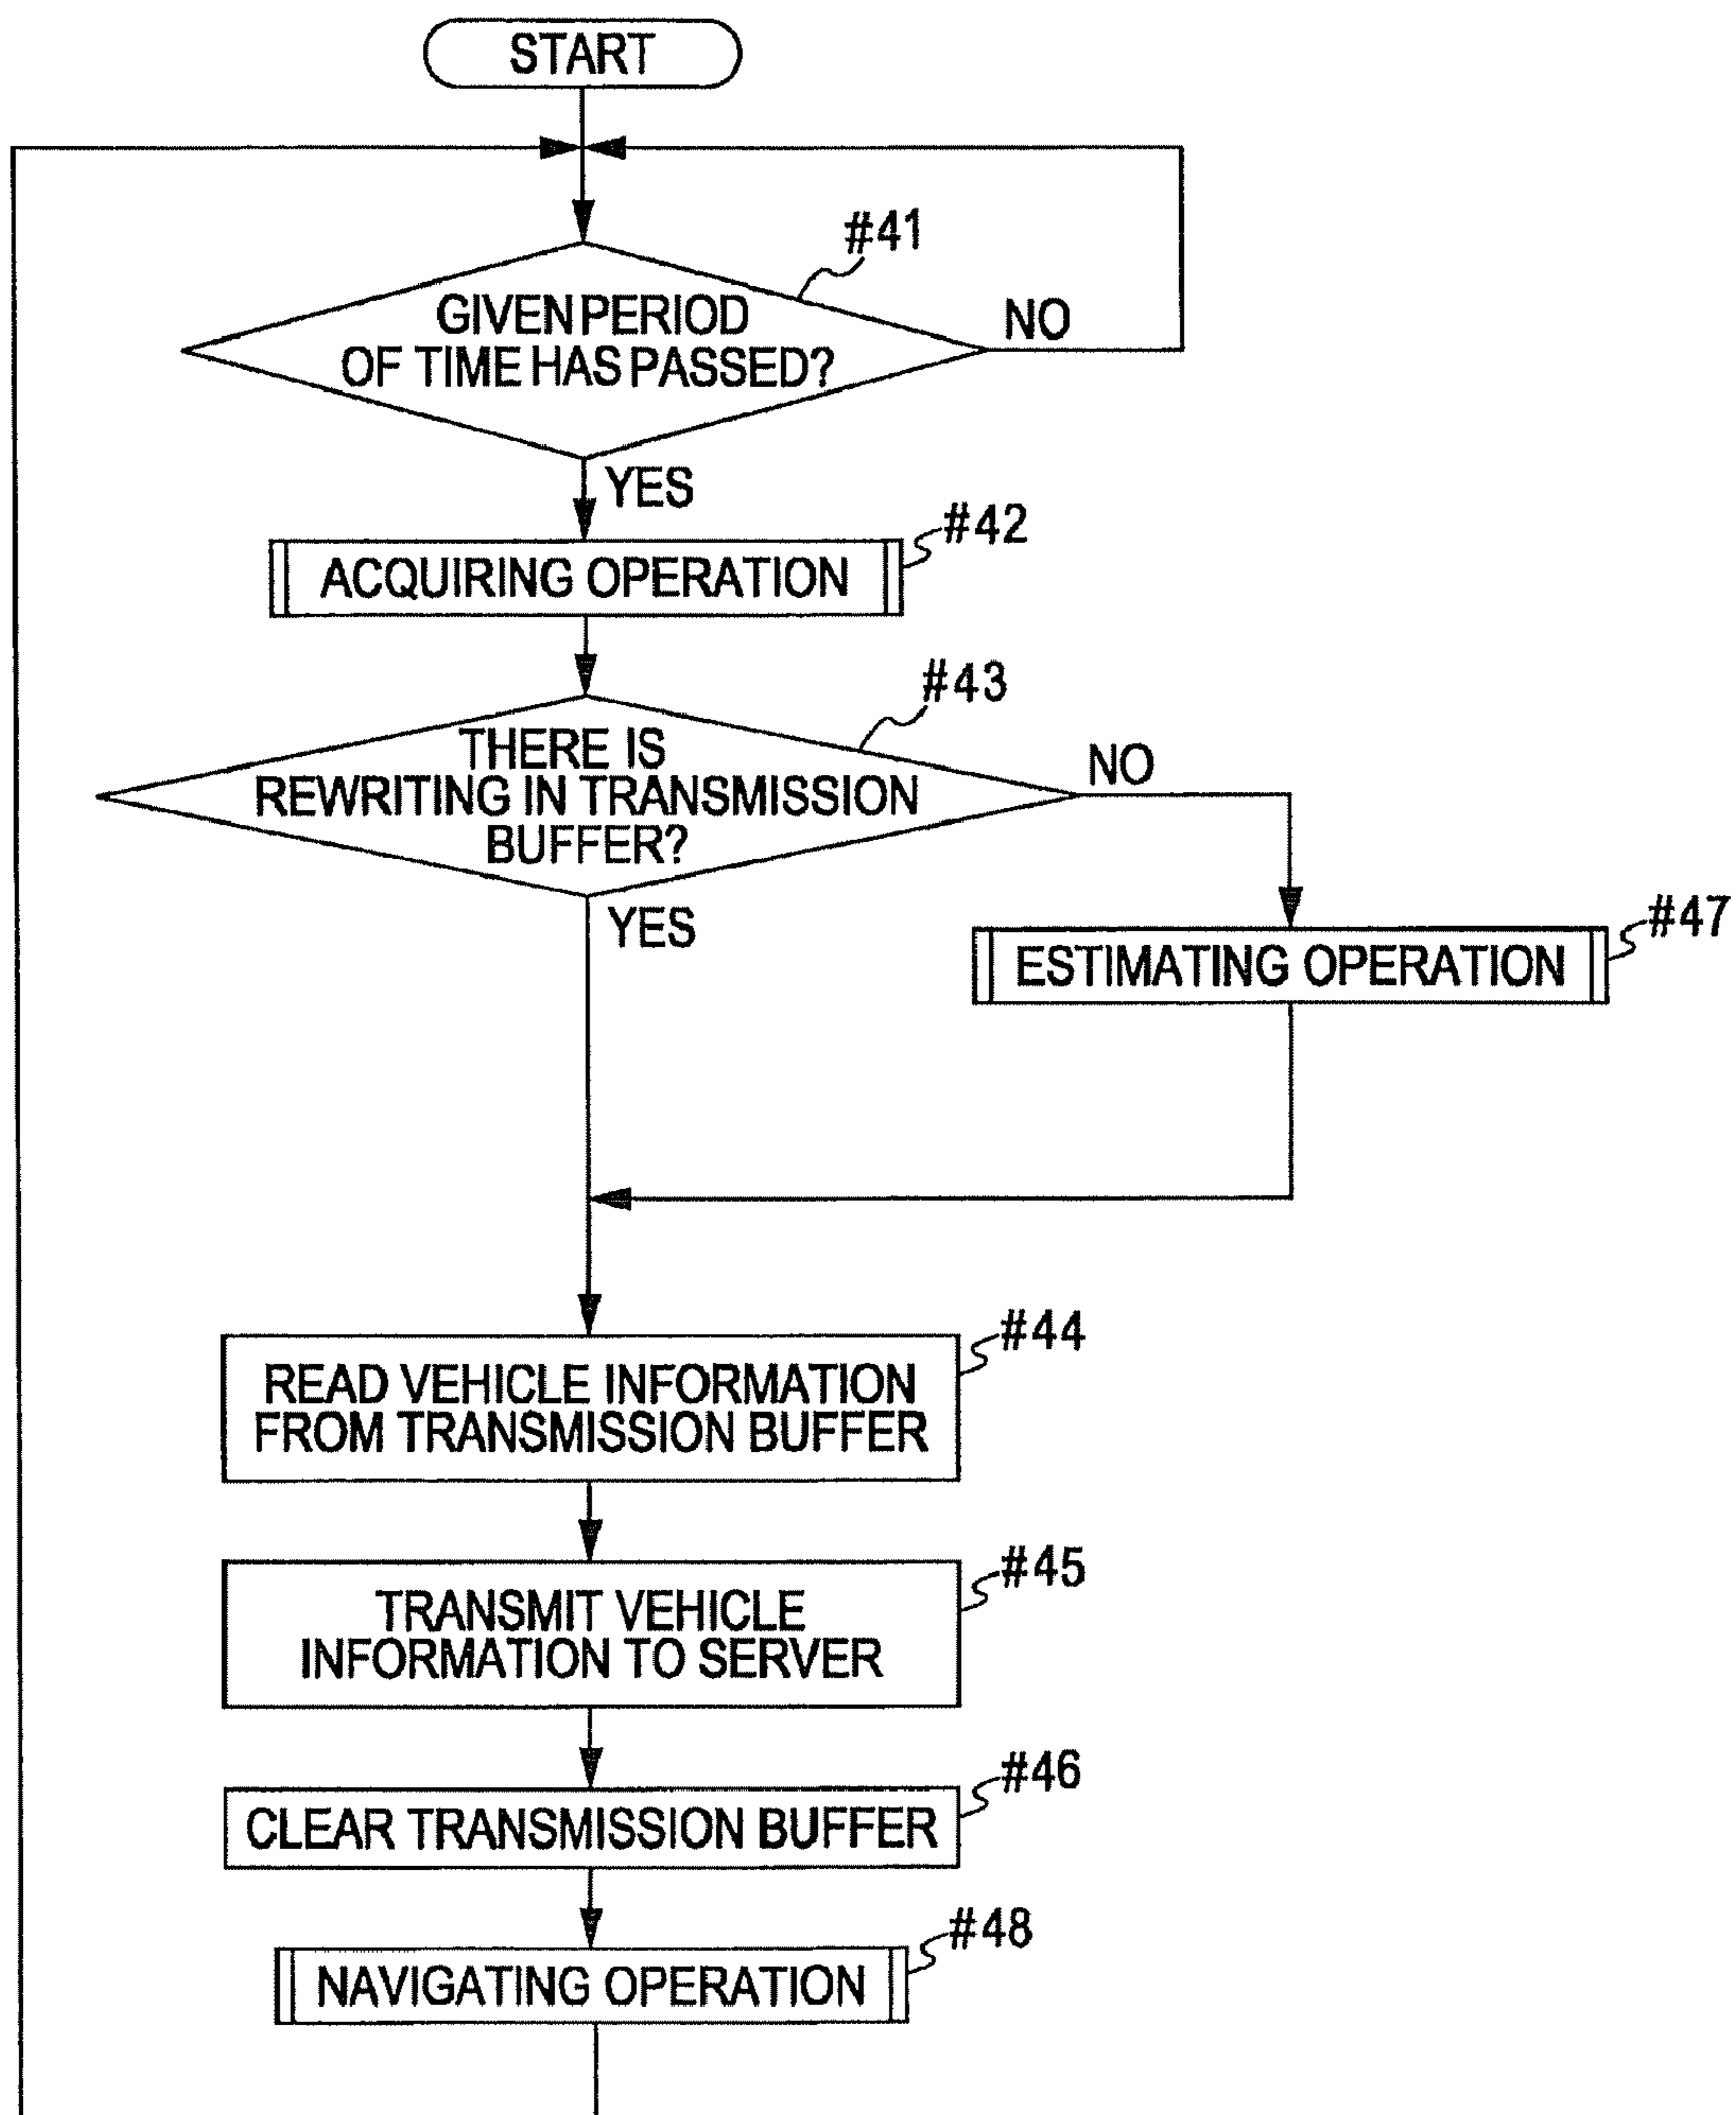 START
#41
GIVEN PERIOD
OF TIME HAS PASSED?
NO
YES
#42
ACQUIRING OPERATION
#43
THERE IS
REWRITING IN TRANSMISSION
BUFFER?
NO
YES
#47
ESTIMATING OPERATION
#44
READ VEHICLE INFORMATION
FROM TRANSMISSION BUFFER
#45
TRANSMIT VEHICLE
INFORMATION TO SERVER
#46
CLEAR TRANSMISSION BUFFER
#48
NAVIGATING OPERATION